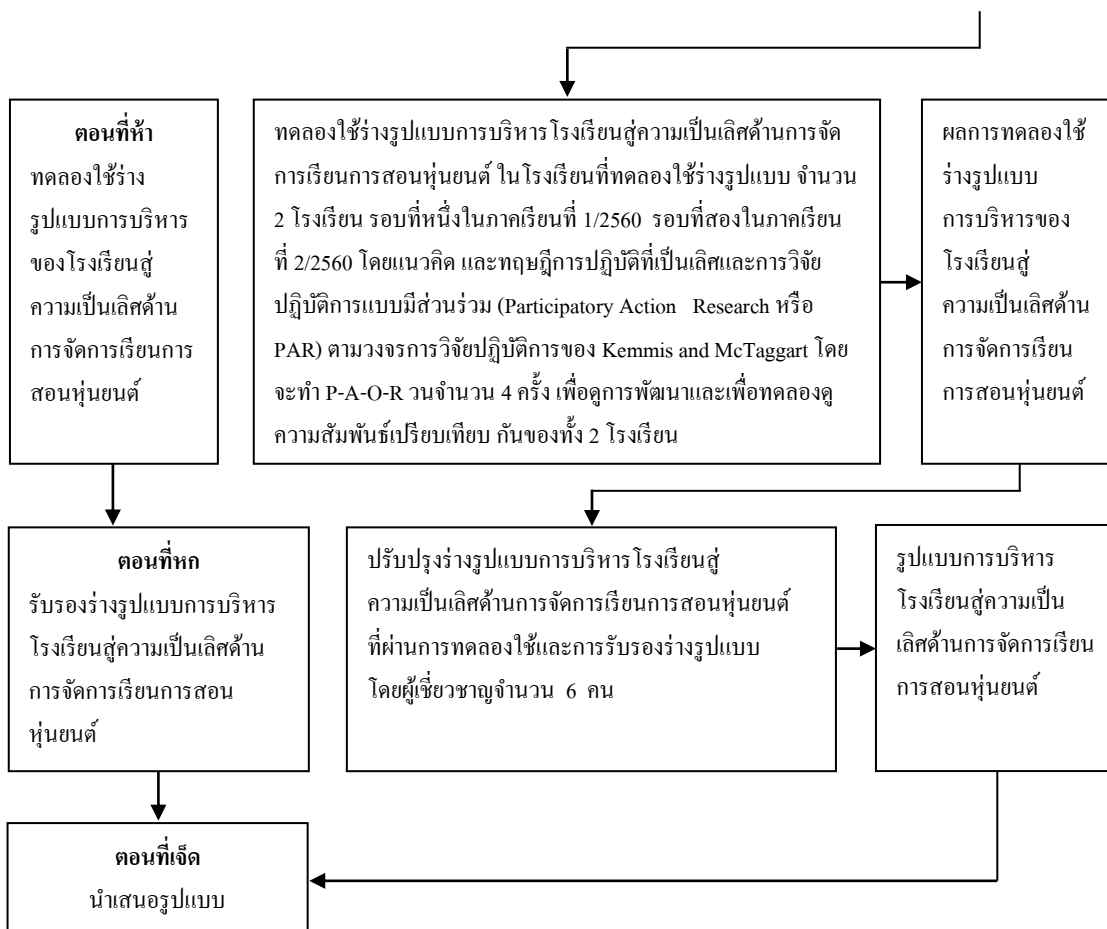 ตอนที่ห้า
ทดลองใช้ร่าง
รูปแบบการบริหาร
ของโรงเรียนสู่
ความเป็นเลิศด้าน
การจัดการเรียนการ
สอนหุ่นยนต์
ทดลองใช้ร่างรูปแบบการบริหารโรงเรียนสู่ความเป็นเลิศด้านการจัด
การเรียนการสอนหุ่นยนต์ ในโรงเรียนที่ทดลองใช้ร่างรูปแบบ จำนวน
2 โรงเรียน รอบที่หนึ่งในภาคเรียนที่ 1/2560 รอบที่สองในภาคเรียน
ที่ 2/2560 โดยแนวคิด และทฤษฎีการปฏิบัติที่เป็นเลิศและการวิจัย
ปฏิบัติการแบบมีส่วนร่วม (Participatory Action Research หรือ
PAR) ตามวงจรการวิจัยปฏิบัติการของ Kemmis and McTaggart โดย
จะทำ P-A-O-R วนจำนวน 4 ครั้ง เพื่อดูการพัฒนาและเพื่อทดลองดู
ความสัมพันธ์เปรียบเทียบ กันของทั้ง 2 โรงเรียน
ผลการทดลองใช้
ร่างรูปแบบ
การบริหารของ
โรงเรียนสู่
ความเป็นเลิศด้าน
การจัดการเรียน
การสอนหุ่นยนต์
ตอนที่หก
รับรองร่างรูปแบบการบริหาร
โรงเรียนสู่ความเป็นเลิศด้าน
การจัดการเรียนการสอน
หุ่นยนต์
ปรับปรุงร่างรูปแบบการบริหารโรงเรียนสู่
ความเป็นเลิศด้านการจัดการเรียนการสอนหุ่นยนต์
ที่ผ่านการทดลองใช้และการรับรองร่างรูปแบบ
โดยผู้เชี่ยวชาญจำนวน 6 คน
รูปแบบการบริหาร
โรงเรียนสู่ความเป็น
เลิศด้านการจัดการเรียน
การสอนหุ่นยนต์
ตอนที่เจ็ด
นำเสนอรูปแบบ